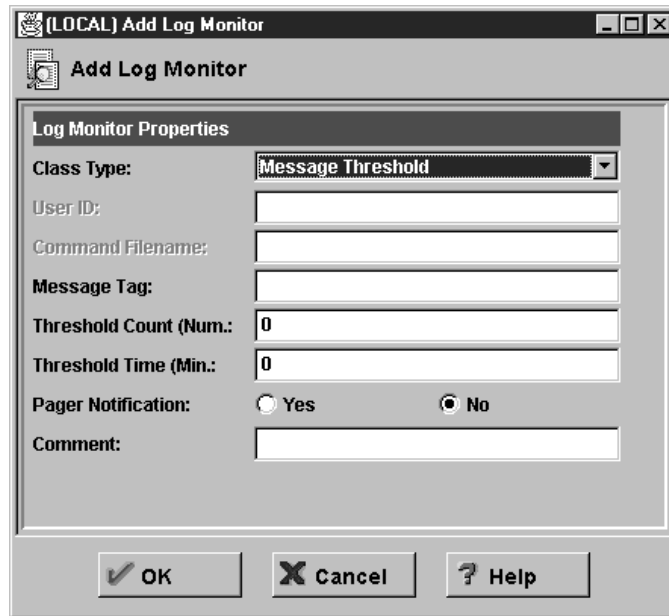 (LOCAL) Add Log Monitor
Add Log Monitor
Log Monitor Properties
Class Type: Message Threshold
User ID:
Command Filename:
Message Tag:
Threshold Count (Num.: 0
Threshold Time (Min.: 0
Pager Notification: Yes No
Comment:
OK Cancel ? Help